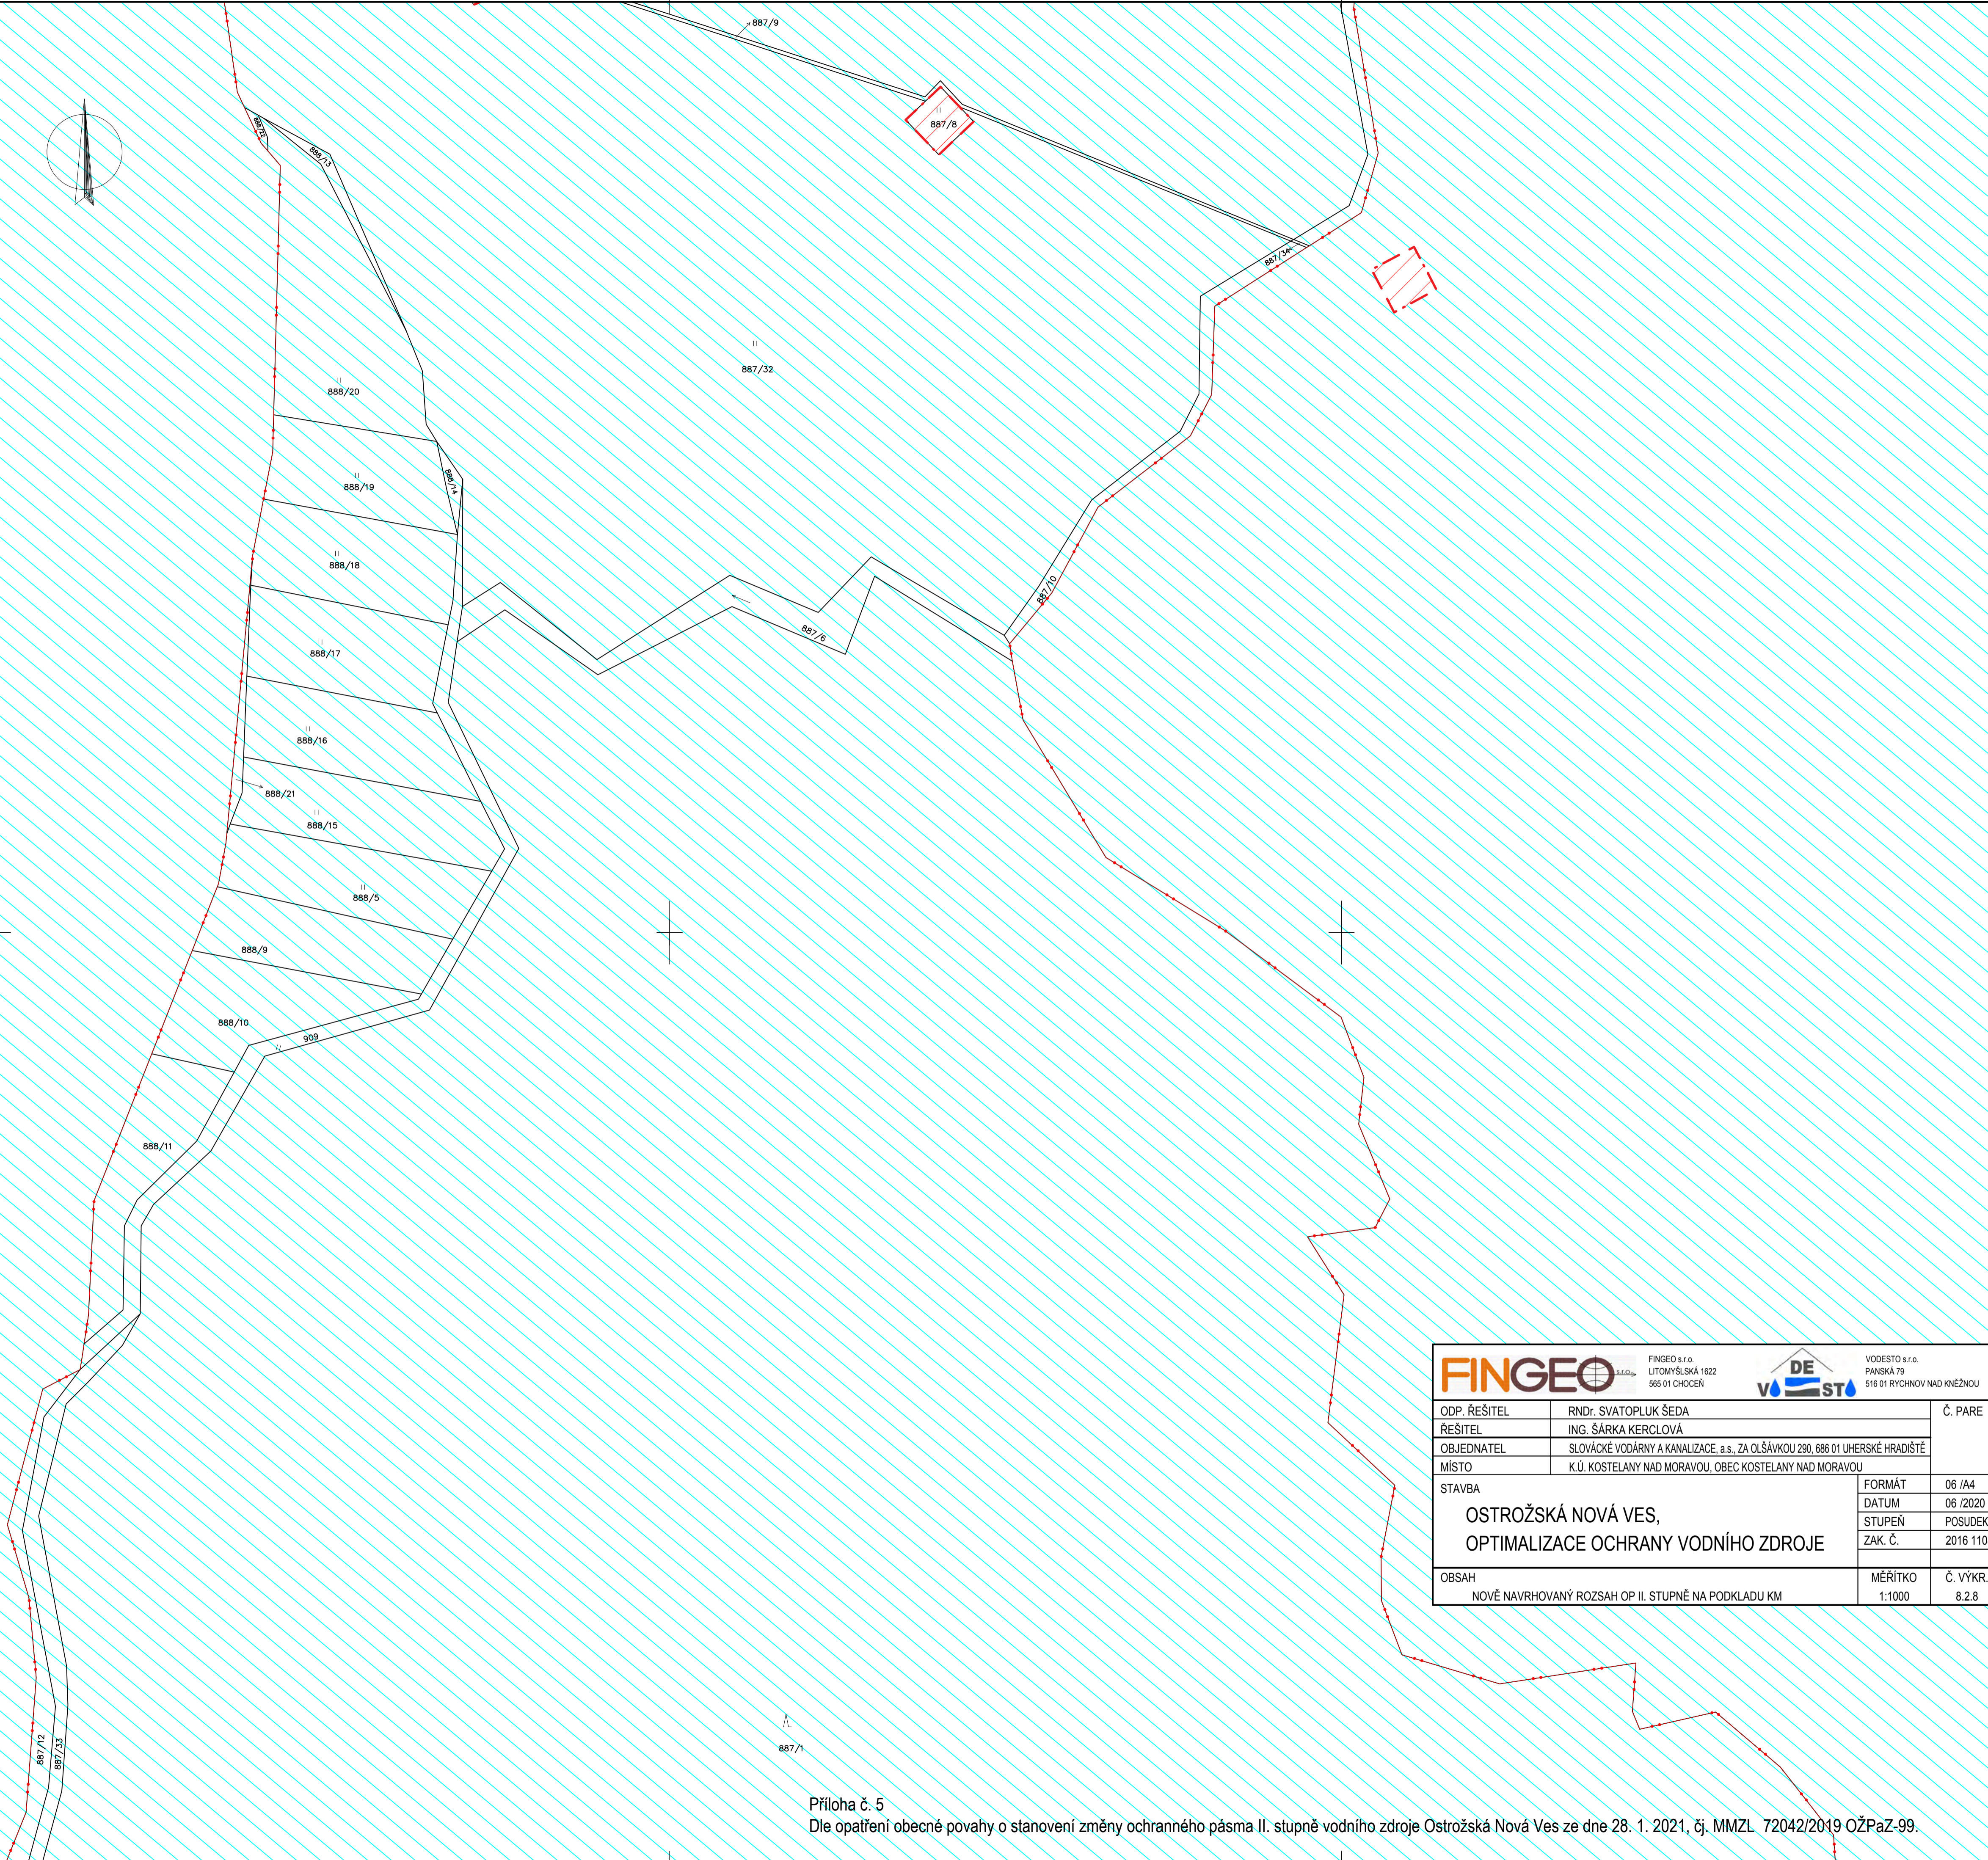 887/9
887/8
888/22
888/13
887/34
887/32
888/20
888/19
888/14
888/18
887/10
887/6
888/17
888/16
888/21
888/15
888/5
888/9
888/10
909
888/11
887/12
887/33
887/1
FINGEO s.r.o.
FINGEO s.r.o.
LITOMYŠLSKÁ 1622
565 01 CHOCEŇ
VODESTO
VODESTO s.r.o.
PANSKÁ 79
516 01 RYCHNOV NAD KNĚŽNOU
ODP. ŘEŠITEL RNDr. SVATOPLUK ŠEDA Č. PARE
ŘEŠITEL ING. ŠÁRKA KERCLOVÁ
OBJEDNATEL SLOVÁCKÉ VODÁRNY A KANALIZACE, a.s., ZA OLŠÁVKOU 290, 686 01 UHERSKÉ HRADIŠTĚ
MÍSTO K.Ú. KOSTELANY NAD MORAVOU, OBEC KOSTELANY NAD MORAVOU
STAVBA
OSTROŽSKÁ NOVÁ VES,
OPTIMALIZACE OCHRANY VODNÍHO ZDROJE
FORMÁT 06 /A4
DATUM 06 /2020
STUPEŇ POSUDEK
ZAK. Č. 2016 110
OBSAH
NOVĚ NAVRHOVANÝ ROZSAH OP II. STUPNĚ NA PODKLADU KM
MĚŘÍTKO Č. VÝKR.
1:1000 8.2.8
Příloha č. 5
Dle opatření obecné povahy o stanovení změny ochranného pásma II. stupně vodního zdroje Ostrožská Nová Ves ze dne 28. 1. 2021, čj. MMZL 72042/2019 OŽPaZ-99.